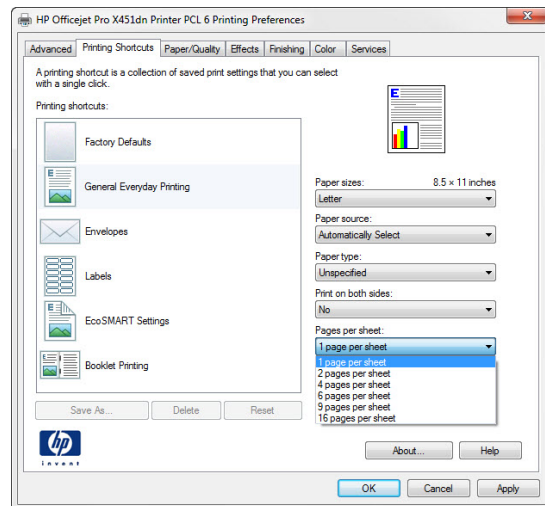 HP Officejet Pro X451dn Printer PCL 6 Printing Preferences
Advanced Printing Shortcuts Paper/Quality Effects Finishing Color Services
A printing shortcut is a collection of saved print settings that you can select
with a single click.
Printing shortcuts:
Factory Defaults
General Everyday Printing
Envelopes
Labels
EcoSMART Settings
Booklet Printing
Save As... Delete Reset
E
Paper sizes: 8.5 × 11 inches
Letter
Paper source:
Automatically Select
Paper type:
Unspecified
Print on both sides:
No
Pages per sheet:
1 page per sheet
1 page per sheet
2 pages per sheet
4 pages per sheet
6 pages per sheet
9 pages per sheet
16 pages per sheet
hp
invent
About... Help
OK Cancel Apply